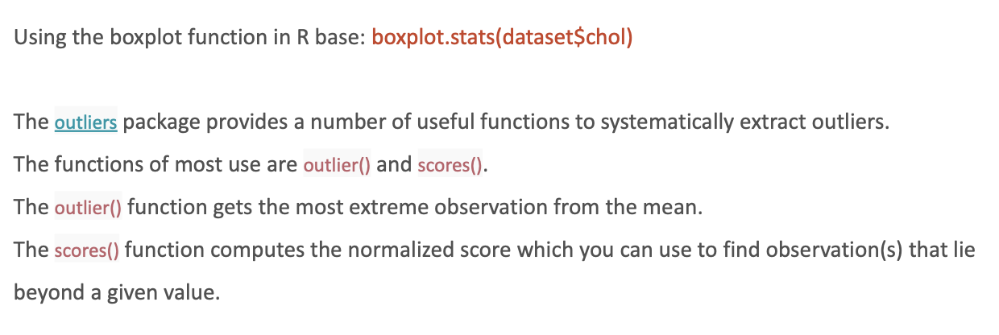 Using the boxplot function in R base: boxplot.stats(dataset$chol)
The outliers package provides a number of useful functions to systematically extract outliers.
The functions of most use are outlier() and scores().
The outlier() function gets the most extreme observation from the mean.
The scores() function computes the normalized score which you can use to find observation(s) that lie
beyond a given value.